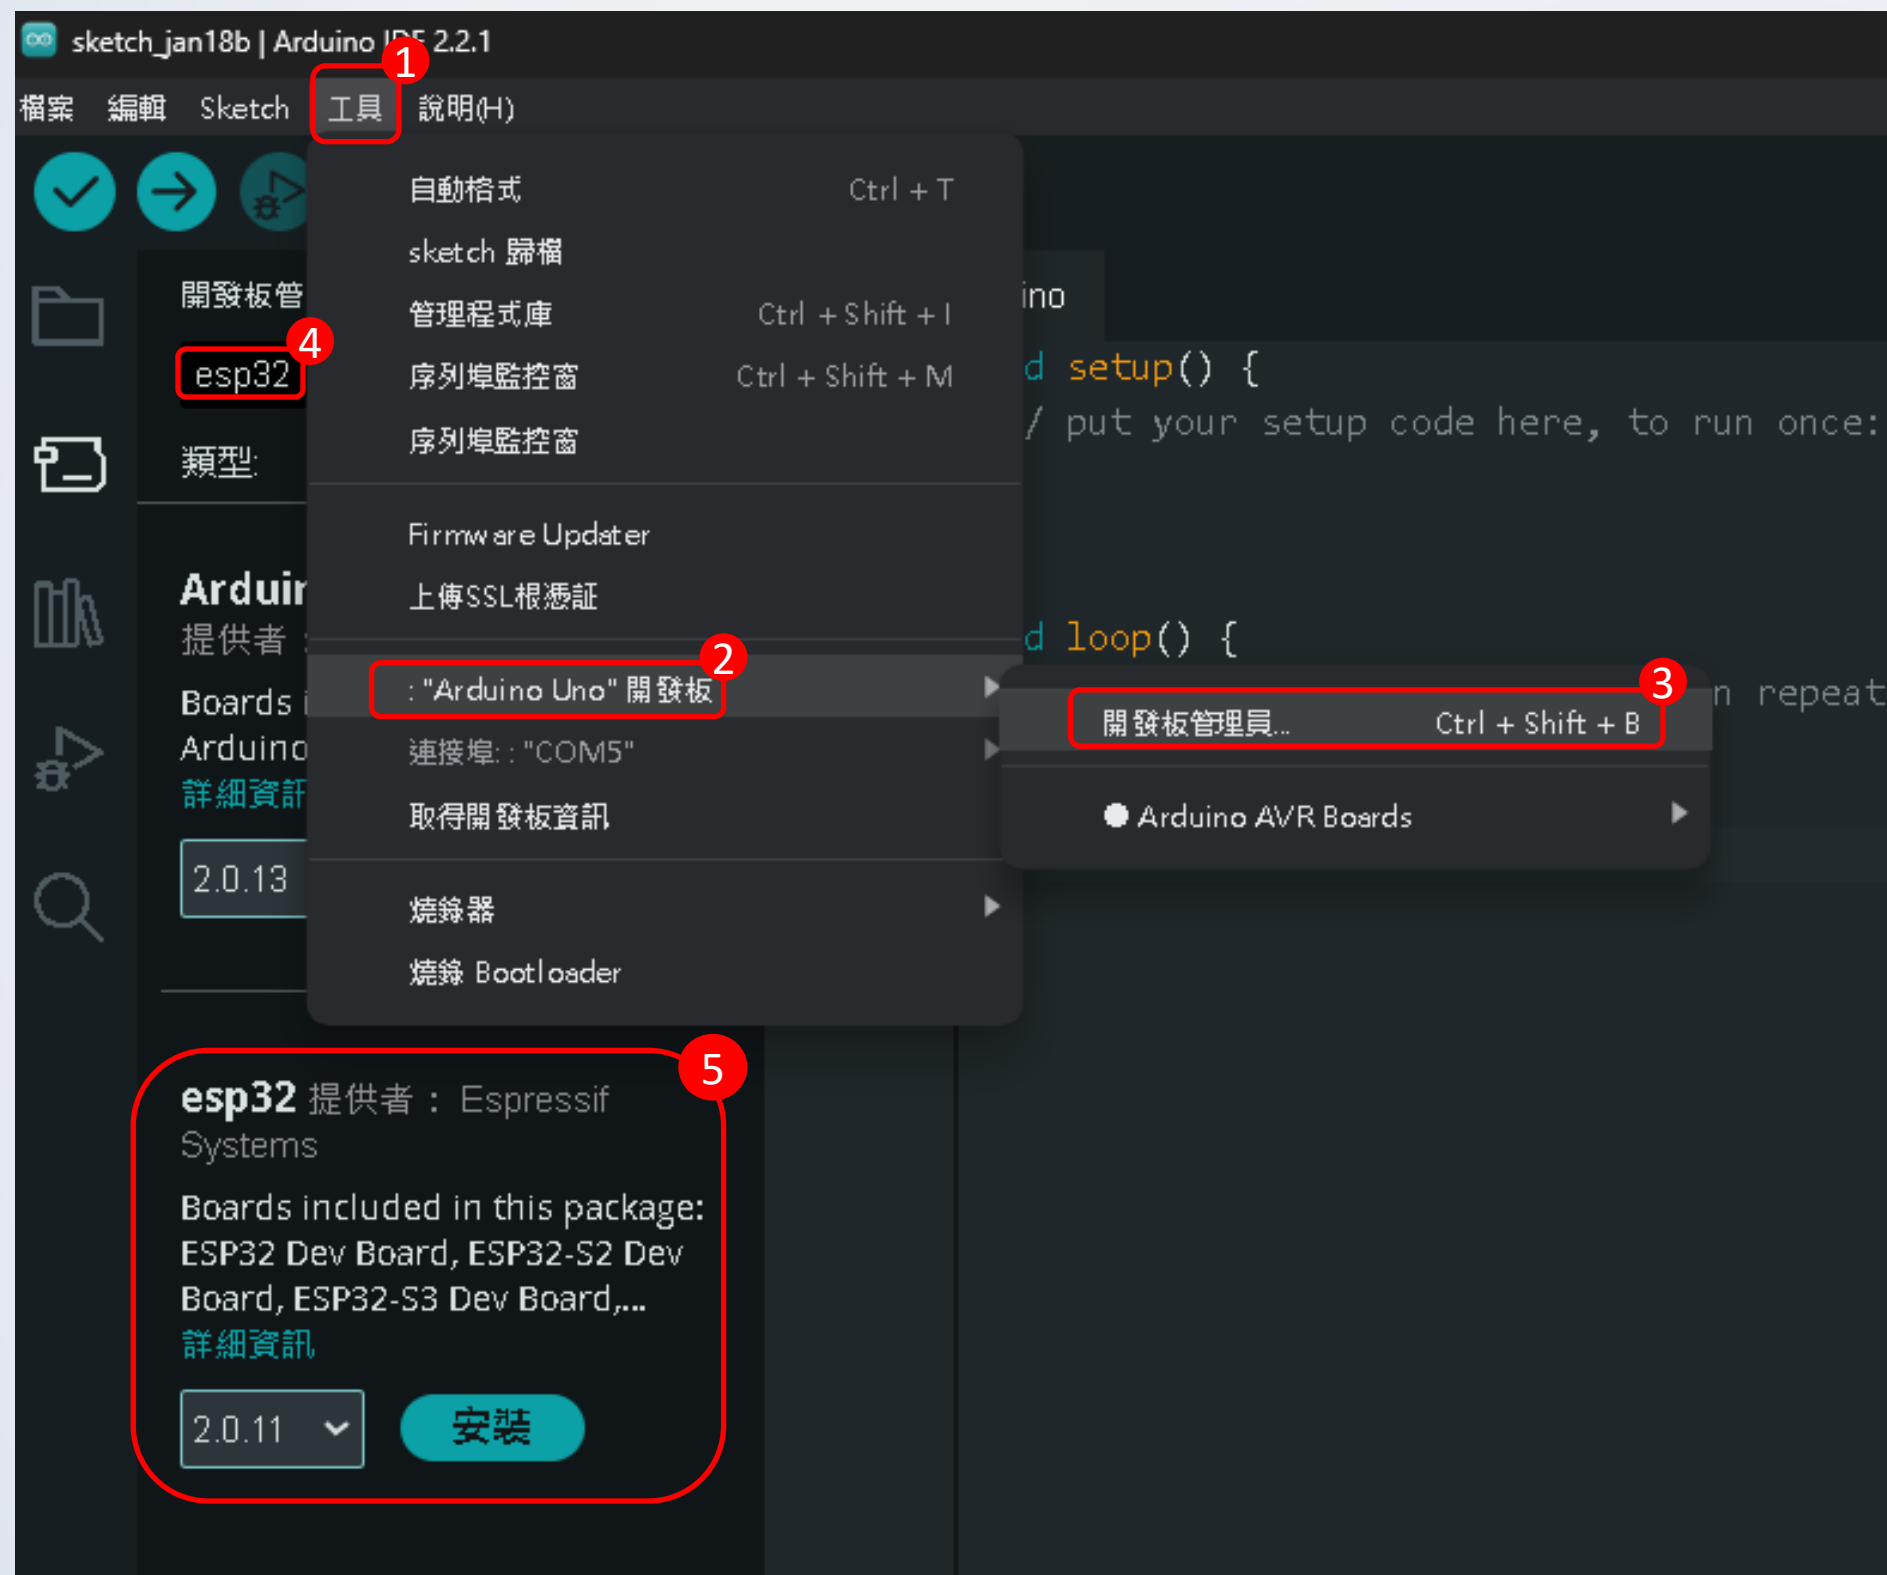 sketch_jan18b | Arduino IDE 2.2.1
1
檔案 編輯 Sketch 工具 說明(H)
自動格式 Ctrl + T
sketch 歸檔
管理程式庫 Ctrl + Shift + I
序列埠監控窗 Ctrl + Shift + M
序列埠監控窗
Firmware Updater
上傳SSL根憑証
2
: "Arduino Uno" 開發板
連接埠: : "COM5"
取得開發板資訊
燒錄器
燒錄 Bootloader
3
開發板管理員... Ctrl + Shift + B
Arduino AVR Boards
開發板管
4
esp32
類型:
Arduin
提供者 :
Boards i
Arduino
詳細資訊
2.0.13
5
esp32 提供者 : Espressif
Systems
Boards included in this package:
ESP32 Dev Board, ESP32-S2 Dev
Board, ESP32-S3 Dev Board,...
詳細資訊
2.0.11 安裝
ino
d setup() {
/ put your setup code here, to run once:
d loop() {
n repeat